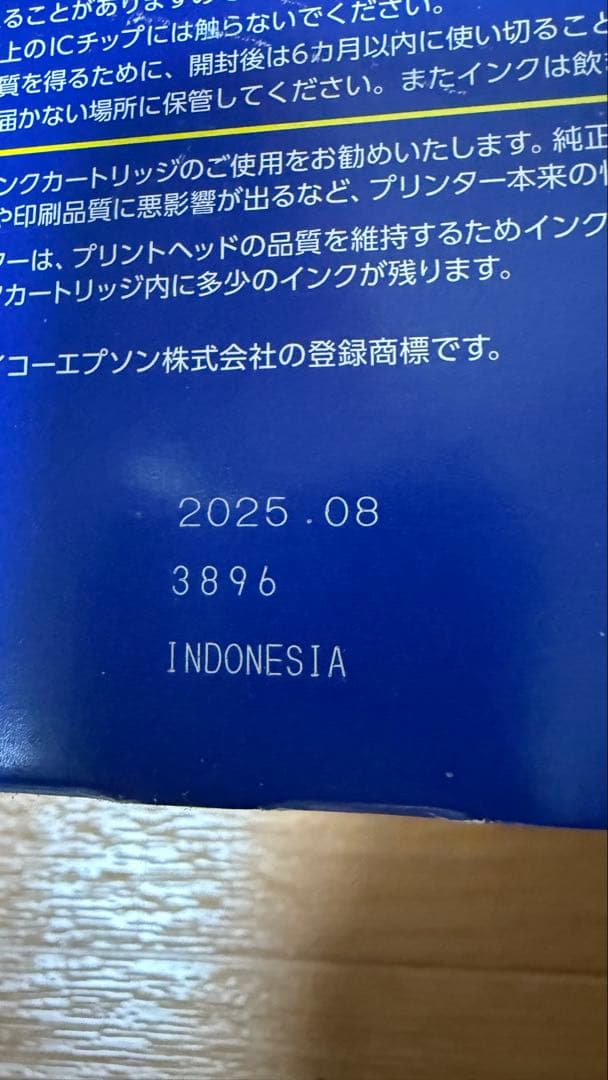 ることがありますので
上のICチップには触らないでください。
質を得るために、開封後は6カ月以内に使い切ること
届かない場所に保管してください。またインクは飲
ンクカートリッジのご使用をお勧めいたします。純正
や印刷品質に悪影響が出るなど、プリンター本来の
ターは、プリントヘッドの品質を維持するためインク
カートリッジ内に多少のインクが残ります。
イコーエプソン株式会社の登録商標です。
2025.08
3896
INDONESIA